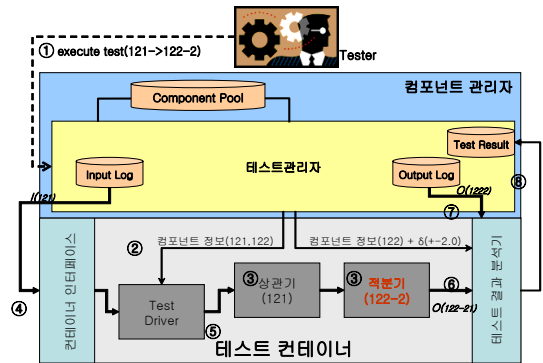 ① execute test(121->122-2)
Tester
컴포넌트 관리자
Component Pool
Test Result
테스트관리자
Input Log
Output Log
I(121)
O(1222)
⑧
⑦
②
컴포넌트 정보(121,122)
컴포넌트 정보(122) + δ(+-2.0)
컨테이너 인터페이스
④
Test
Driver
⑤
③
상관기
(121)
③
적분기
(122-2)
⑥
O(122-21)
테스트 결과 분석기
테스트 컨테이너